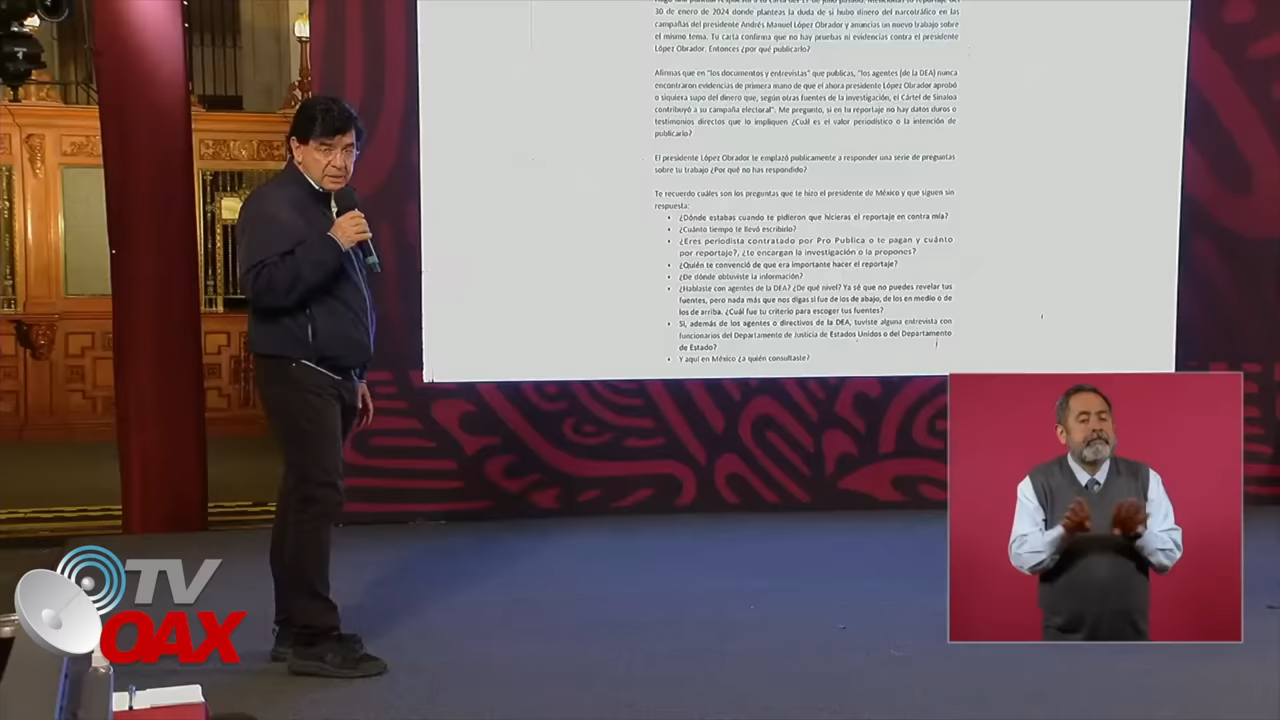 30 de enero de 2024 donde planteas la duda de si hubo dinero del narcotráfico en las
campañas del presidente Andrés Manuel López Obrador y anuncias un nuevo trabajo sobre
el mismo tema. Tu carta confirma que no hay pruebas ni evidencias contra el presidente
López Obrador. Entonces ¿por qué publicarlo?
Afirmas que en "los documentos y entrevistas" que publicas, "los agentes (de la DEA) nunca
encontraron evidencias de primera mano de que el ahora presidente López Obrador aprobó
o siquiera supo del dinero que, según otras fuentes de la investigación, el Cártel de Sinaloa
contribuyó a su campaña electoral". Me pregunto, si en tu reportaje no hay datos duros o
testimonios directos que lo impliquen ¿Cuál es el valor periodístico o la intención de
publicarlo?
El presidente López Obrador te emplazó publicamente a responder una serie de preguntas
sobre tu trabajo ¿Por qué no has respondido?
Te recuerdo cuáles son los preguntas que te hizo el presidente de México y que siguen sin
respuesta:
• ¿Dónde estabas cuando te pidieron que hicieras el reportaje en contra mía?
• ¿Cuánto tiempo te llevó escribirlo?
• ¿Eres periodista contratado por Pro Publica o te pagan y cuánto
por reportaje?, ¿te encargan la investigación o la propones?
• ¿Quién te convenció de que era importante hacer el reportaje?
• ¿De dónde obtuviste la información?
• ¿Hablaste con agentes de la DEA? ¿De qué nivel? Ya sé que no puedes revelar tus
fuentes, pero nada más que nos digas si fue de los de abajo, de los en medio o de
los de arriba. ¿Cuál fue tu criterio para escoger tus fuentes?
• Si, además de los agentes o directivos de la DEA, tuviste alguna entrevista con
funcionarios del Departamento de Justicia de Estados Unidos o del Departamento
de Estado?
• Y aquí en México ¿a quién consultaste?
TV
OAX